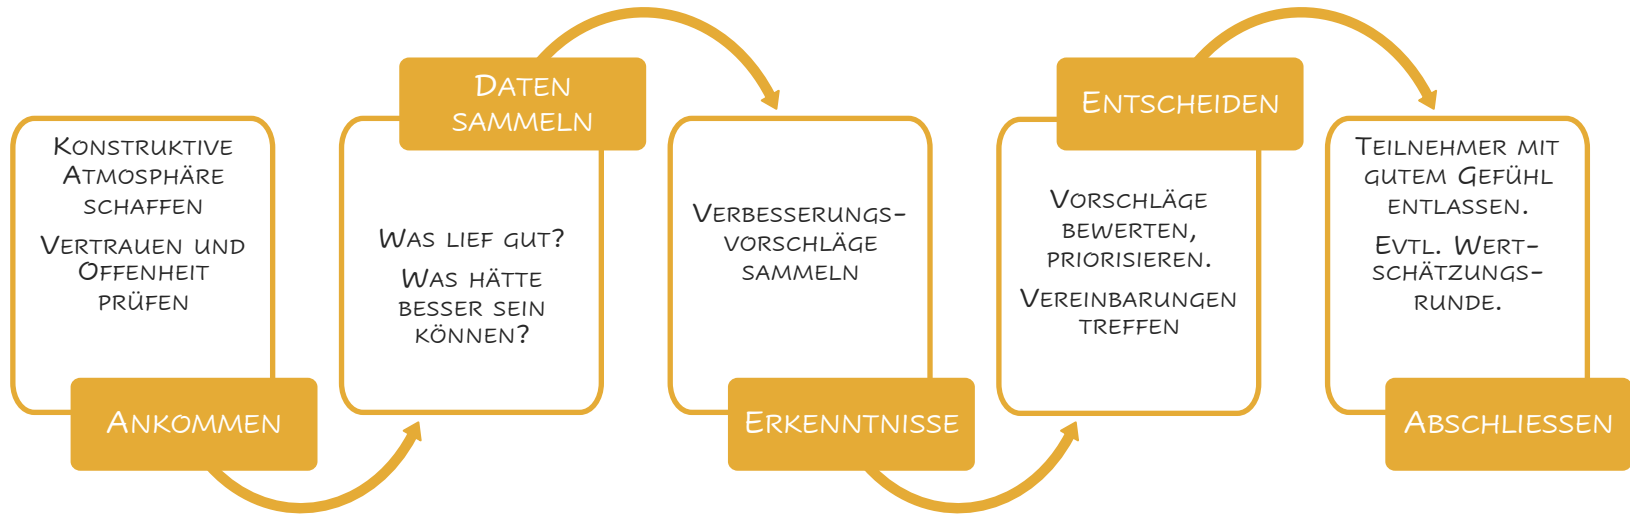 Konstruktive
Atmosphäre
schaffen
Vertrauen und
Offenheit
prüfen
Ankommen
Daten
sammeln
Was lief gut?
Was hätte
besser sein
können?
Verbesserungs-
vorschläge
sammeln
Erkenntnisse
Entscheiden
Vorschläge
bewerten,
priorisieren.
Vereinbarungen
treffen
Teilnehmer mit
gutem Gefühl
entlassen.
Evtl. Wert-
schätzungs-
runde.
Abschliessen